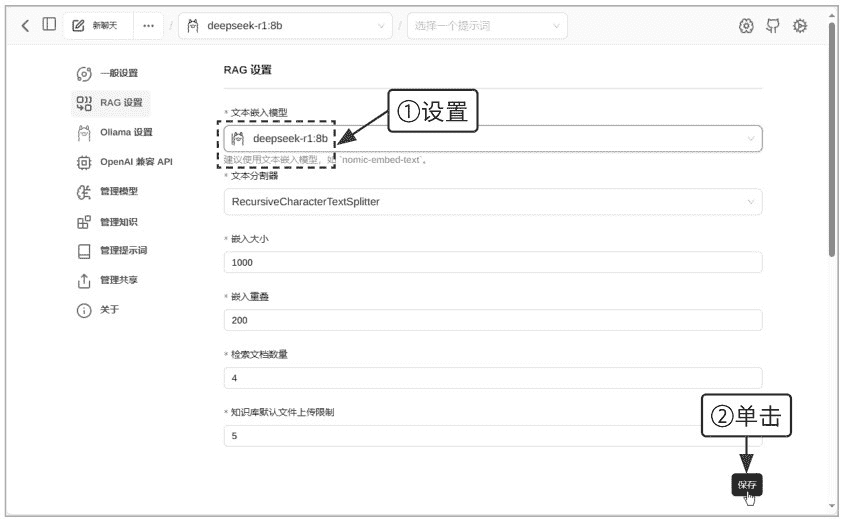 新聊天 ··· / deepseek-r1:8b / 选择一个提示词
一般设置
RAG 设置
Ollama 设置
OpenAI 兼容 API
管理模型
管理知识
管理提示词
管理共享
关于
RAG 设置
* 文本嵌入模型
①设置
deepseek-r1:8b
建议使用文本嵌入模型，如 `nomic-embed-text`。
* 文本分割器
RecursiveCharacterTextSplitter
* 嵌入大小
1000
* 嵌入重叠
200
* 检索文档数量
4
* 知识库默认文件上传限制
5
②单击
保存